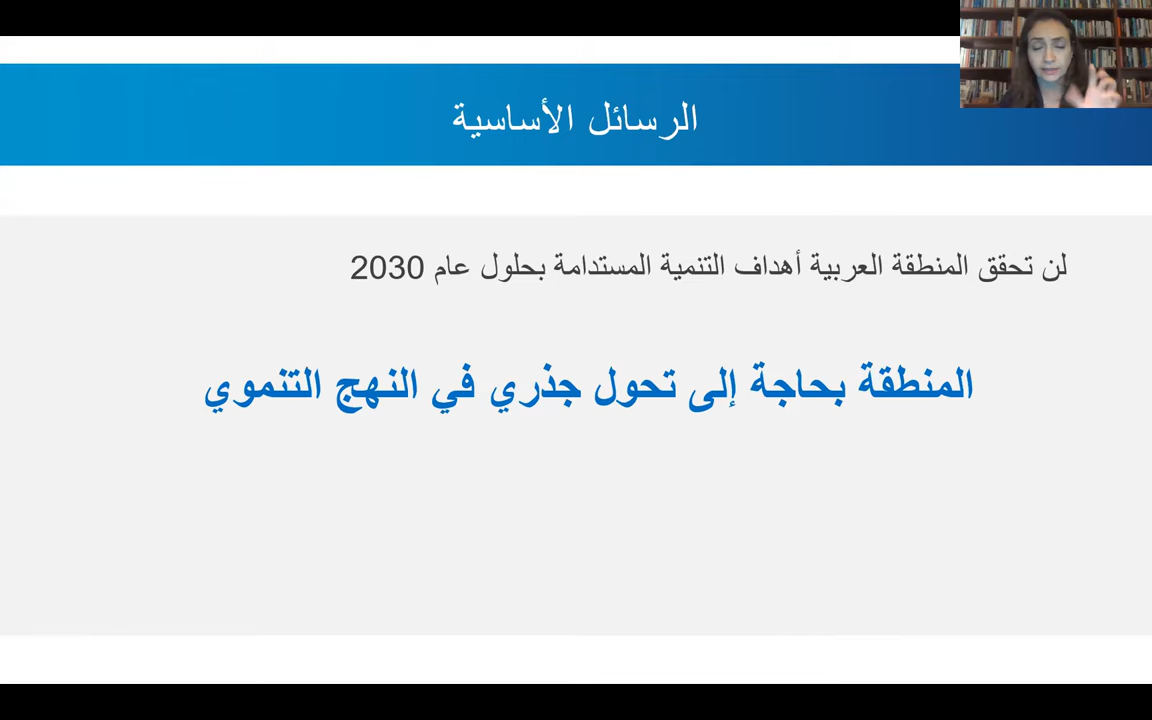 الرسائل الأساسية
لن تحقق المنطقة العربية أهداف التنمية المستدامة بحلول عام 2030
المنطقة بحاجة إلى تحول جذري في النهج التنموي